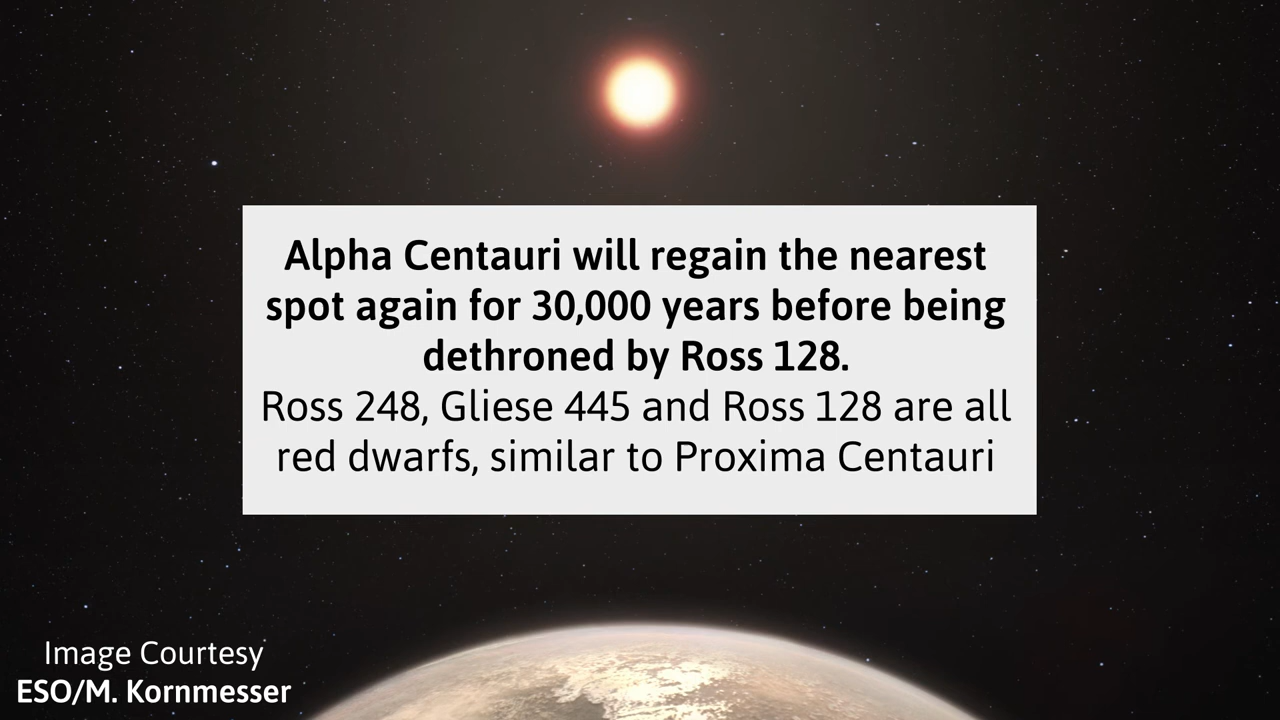 Alpha Centauri will regain the nearest
spot again for 30,000 years before being
dethroned by Ross 128.
Ross 248, Gliese 445 and Ross 128 are all
red dwarfs, similar to Proxima Centauri
Image Courtesy
ESO/M. Kornmesser